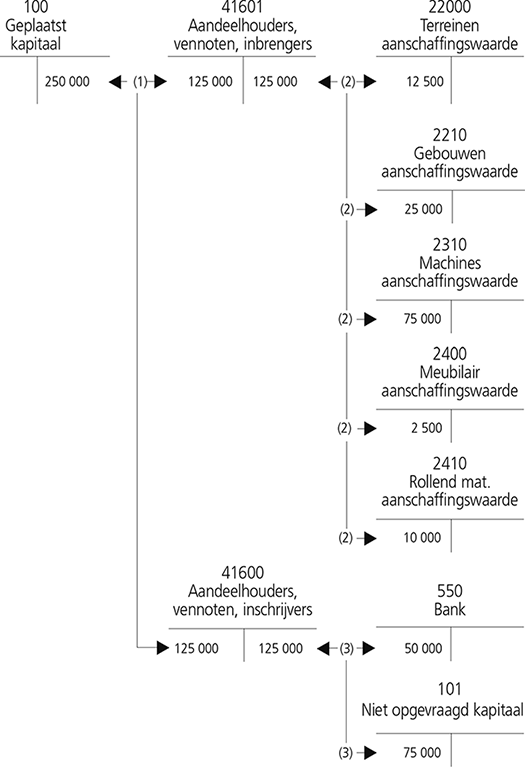 100
Geplaatst
kapitaal
250 000
(1)
41601
Aandeelhouders,
vennoten, inbrengers
125 000 125 000
(2)
22000
Terreinen
aanschaffingswaarde
12 500
2210
Gebouwen
aanschaffingswaarde
(2) 25 000
2310
Machines
aanschaffingswaarde
(2) 75 000
2400
Meubilair
aanschaffingswaarde
(2) 2 500
2410
Rollend mat.
aanschaffingswaarde
(2) 10 000
41600
Aandeelhouders,
vennoten, inschrijvers
125 000 125 000
(3)
550
Bank
50 000
101
Niet opgevraagd kapitaal
(3) 75 000